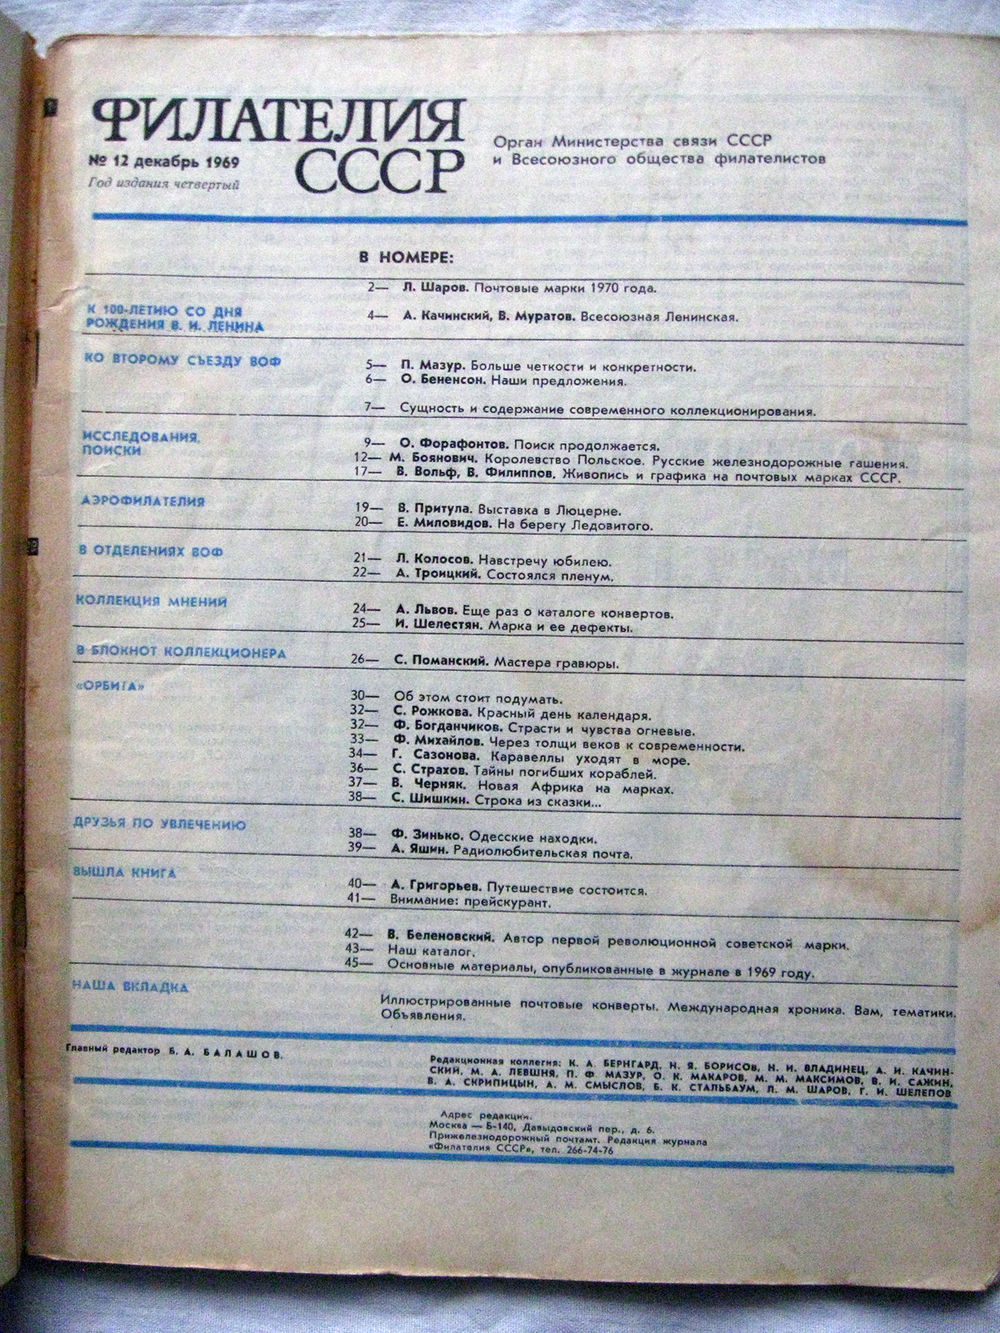 ФИЛАТЕЛИЯ
СССР
№ 12 декабрь 1969
Год издания четвертый
Орган Министерства связи СССР
и Всесоюзного общества филателистов
В НОМЕРЕ:
2— Л. Шаров. Почтовые марки 1970 года.
К 100-ЛЕТИЮ СО ДНЯ
РОЖДЕНИЯ В. И. ЛЕНИНА
4— А. Качинский, В. Муратов. Всесоюзная Ленинская.
КО ВТОРОМУ СЪЕЗДУ ВОФ
5— П. Мазур. Больше четкости и конкретности.
6— О. Бененсон. Наши предложения.
7— Сущность и содержание современного коллекционирования.
ИССЛЕДОВАНИЯ,
ПОИСКИ
9— О. Форафонтов. Поиск продолжается.
12— М. Боянович. Королевство Польское. Русские железнодорожные гашения.
17— В. Вольф, В. Филиппов. Живопись и графика на почтовых марках СССР.
АЭРОФИЛАТЕЛИЯ
19— В. Притула. Выставка в Люцерне.
20— Е. Миловидов. На берегу Ледовитого.
В ОТДЕЛЕНИЯХ ВОФ
21— Л. Колосов. Навстречу юбилею.
22— А. Троицкий. Состоялся пленум.
КОЛЛЕКЦИЯ МНЕНИЙ
24— А. Львов. Еще раз о каталоге конвертов.
25— И. Шелестян. Марка и ее дефекты.
В БЛОКНОТ КОЛЛЕКЦИОНЕРА
26— С. Поманский. Мастера гравюры.
«ОРБИТА»
30— Об этом стоит подумать.
32— С. Рожкова. Красный день календаря.
32— Ф. Богданчиков. Страсти и чувства огневые.
33— Ф. Михайлов. Через толщи веков к современности.
34— Г. Сазонова. Каравеллы уходят в море.
36— С. Страхов. Тайны погибших кораблей.
37— В. Черняк. Новая Африка на марках.
38— С. Шишкин. Строка из сказки...
ДРУЗЬЯ ПО УВЛЕЧЕНИЮ
38— Ф. Зинько. Одесские находки.
39— А. Яшин. Радиолюбительская почта.
ВЫШЛА КНИГА
40— А. Григорьев. Путешествие состоится.
41— Внимание: прейскурант.
42— В. Беленовский. Автор первой революционной советской марки.
43— Наш каталог.
45— Основные материалы, опубликованные в журнале в 1969 году.
НАША ВКЛАДКА
Иллюстрированные почтовые конверты. Международная хроника. Вам, тематики.
Объявления.
Главный редактор Б. А. БАЛАШОВ.
Редакционная коллегия: К. А. БЕРНГАРД, Н. Я. БОРИСОВ, Н. И. ВЛАДИНЕЦ, А. И. КАЧИН-
СКИЙ, М. А. ЛЕВШНЯ, П. Ф. МАЗУР, О. К. МАКАРОВ, М. М. МАКСИМОВ, В. И. САЖИН,
В. А. СКРИПИЦЫН, А. М. СМЫСЛОВ, Б. К. СТАЛЬБАУМ, Л. М. ШАРОВ, Г. И. ШЕЛЕПОВ
Адрес редакции.
Москва — Б-140, Давыдовский пер., д. 6.
Прижелезнодорожный почтамт. Редакция журнала
«Филателия СССР», тел. 266-74-76